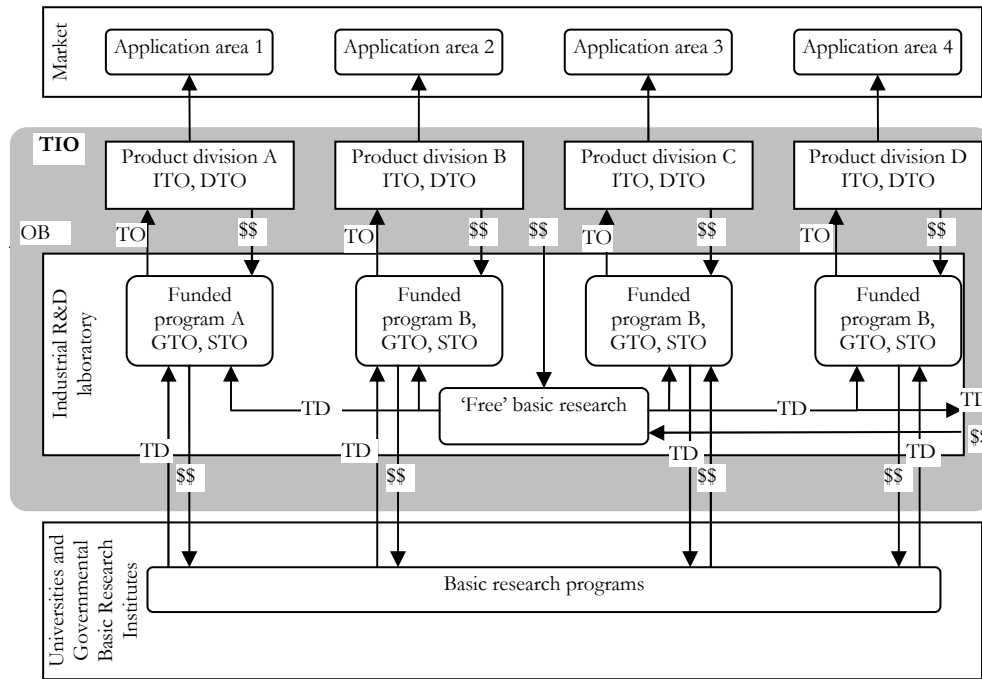 Market
Application area 1
Application area 2
Application area 3
Application area 4
TIO
Product division A
ITO, DTO
Product division B
ITO, DTO
Product division C
ITO, DTO
Product division D
ITO, DTO
OB
TO
$$
TO
$$
$$
TO
$$
TO
$$
Industrial R&D
laboratory
Funded
program A
GTO, STO
Funded
program B,
GTO, STO
Funded
program B,
GTO, STO
Funded
program B,
GTO, STO
TD
'Free' basic research
TD
TD
$$
TD
$$
TD
$$
TD
$$
TD
$$
Universities and
Governmental
Basic Research
Institutes
Basic research programs